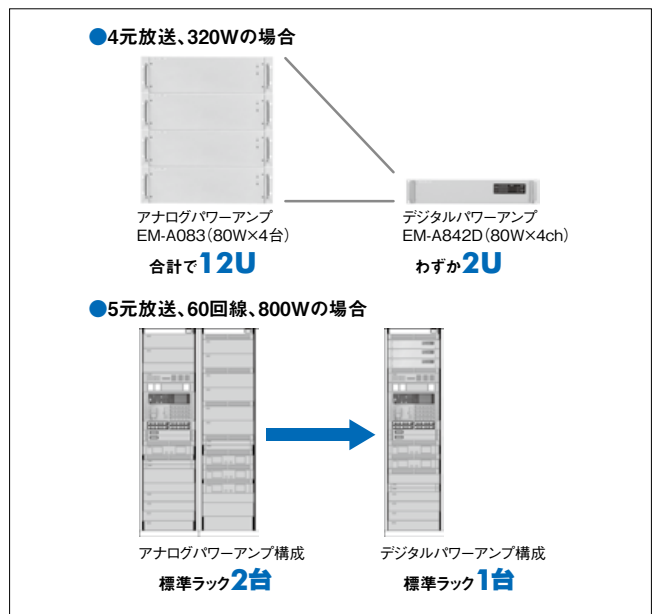 ●4元放送、320Wの場合
アナログパワーアンプ
EM-A083(80W×4台)
合計で12U
デジタルパワーアンプ
EM-A842D(80W×4ch)
わずか2U
●5元放送、60回線、800Wの場合
アナログパワーアンプ構成
標準ラック2台
デジタルパワーアンプ構成
標準ラック1台